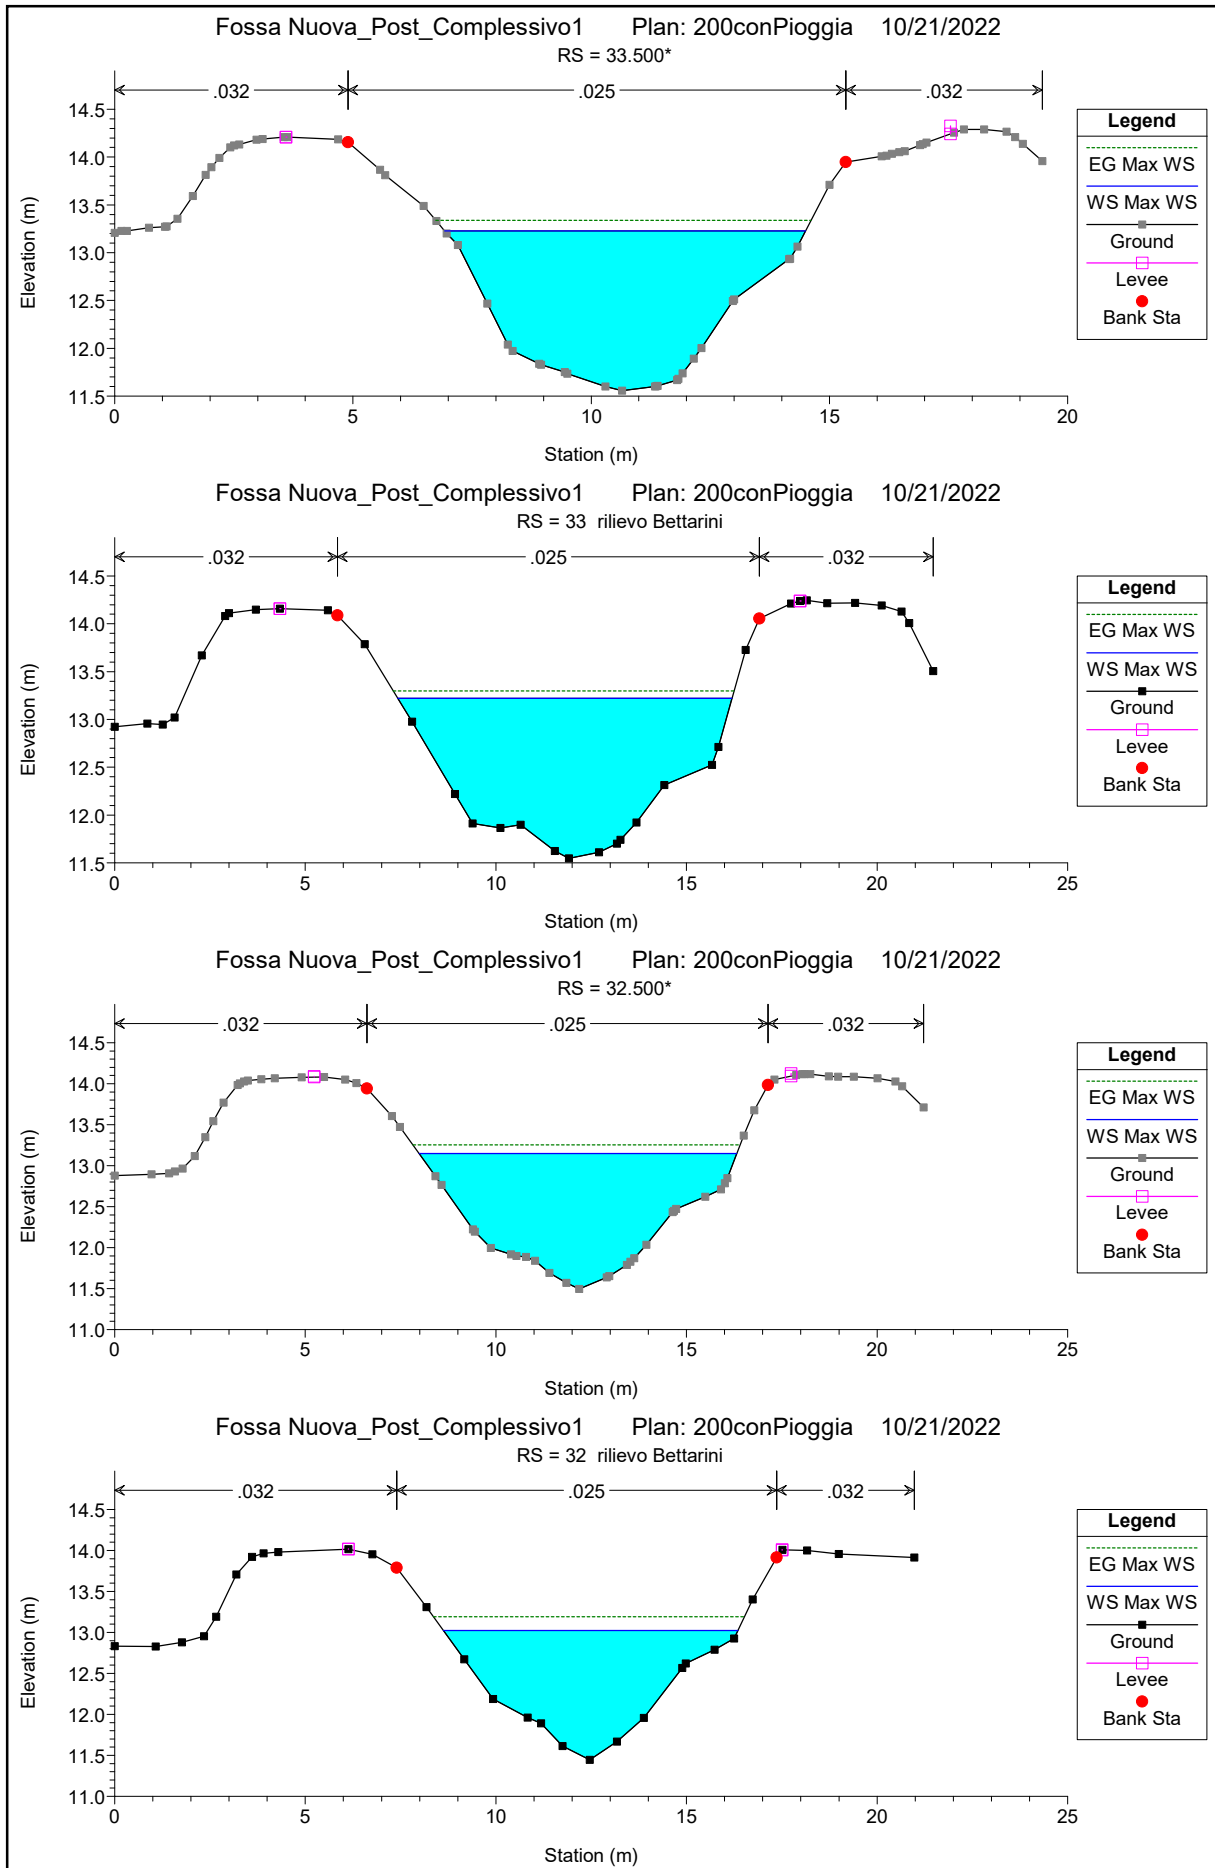 Fossa Nuova_Post_Complessivo1 Plan: 200conPioggia 10/21/2022
RS = 33.500*
.032 .025 .032
14.5
14.0
13.5
13.0
12.5
12.0
11.5
Elevation (m)
0 5 10 15 20
Station (m)
Legend
EG Max WS
WS Max WS
Ground
Levee
Bank Sta
Fossa Nuova_Post_Complessivo1 Plan: 200conPioggia 10/21/2022
RS = 33 rilievo Bettarini
.032 .025 .032
14.5
14.0
13.5
13.0
12.5
12.0
11.5
Elevation (m)
0 5 10 15 20 25
Station (m)
Legend
EG Max WS
WS Max WS
Ground
Levee
Bank Sta
Fossa Nuova_Post_Complessivo1 Plan: 200conPioggia 10/21/2022
RS = 32.500*
.032 .025 .032
14.5
14.0
13.5
13.0
12.5
12.0
11.5
11.0
Elevation (m)
0 5 10 15 20 25
Station (m)
Legend
EG Max WS
WS Max WS
Ground
Levee
Bank Sta
Fossa Nuova_Post_Complessivo1 Plan: 200conPioggia 10/21/2022
RS = 32 rilievo Bettarini
.032 .025 .032
14.5
14.0
13.5
13.0
12.5
12.0
11.5
11.0
Elevation (m)
0 5 10 15 20 25
Station (m)
Legend
EG Max WS
WS Max WS
Ground
Levee
Bank Sta